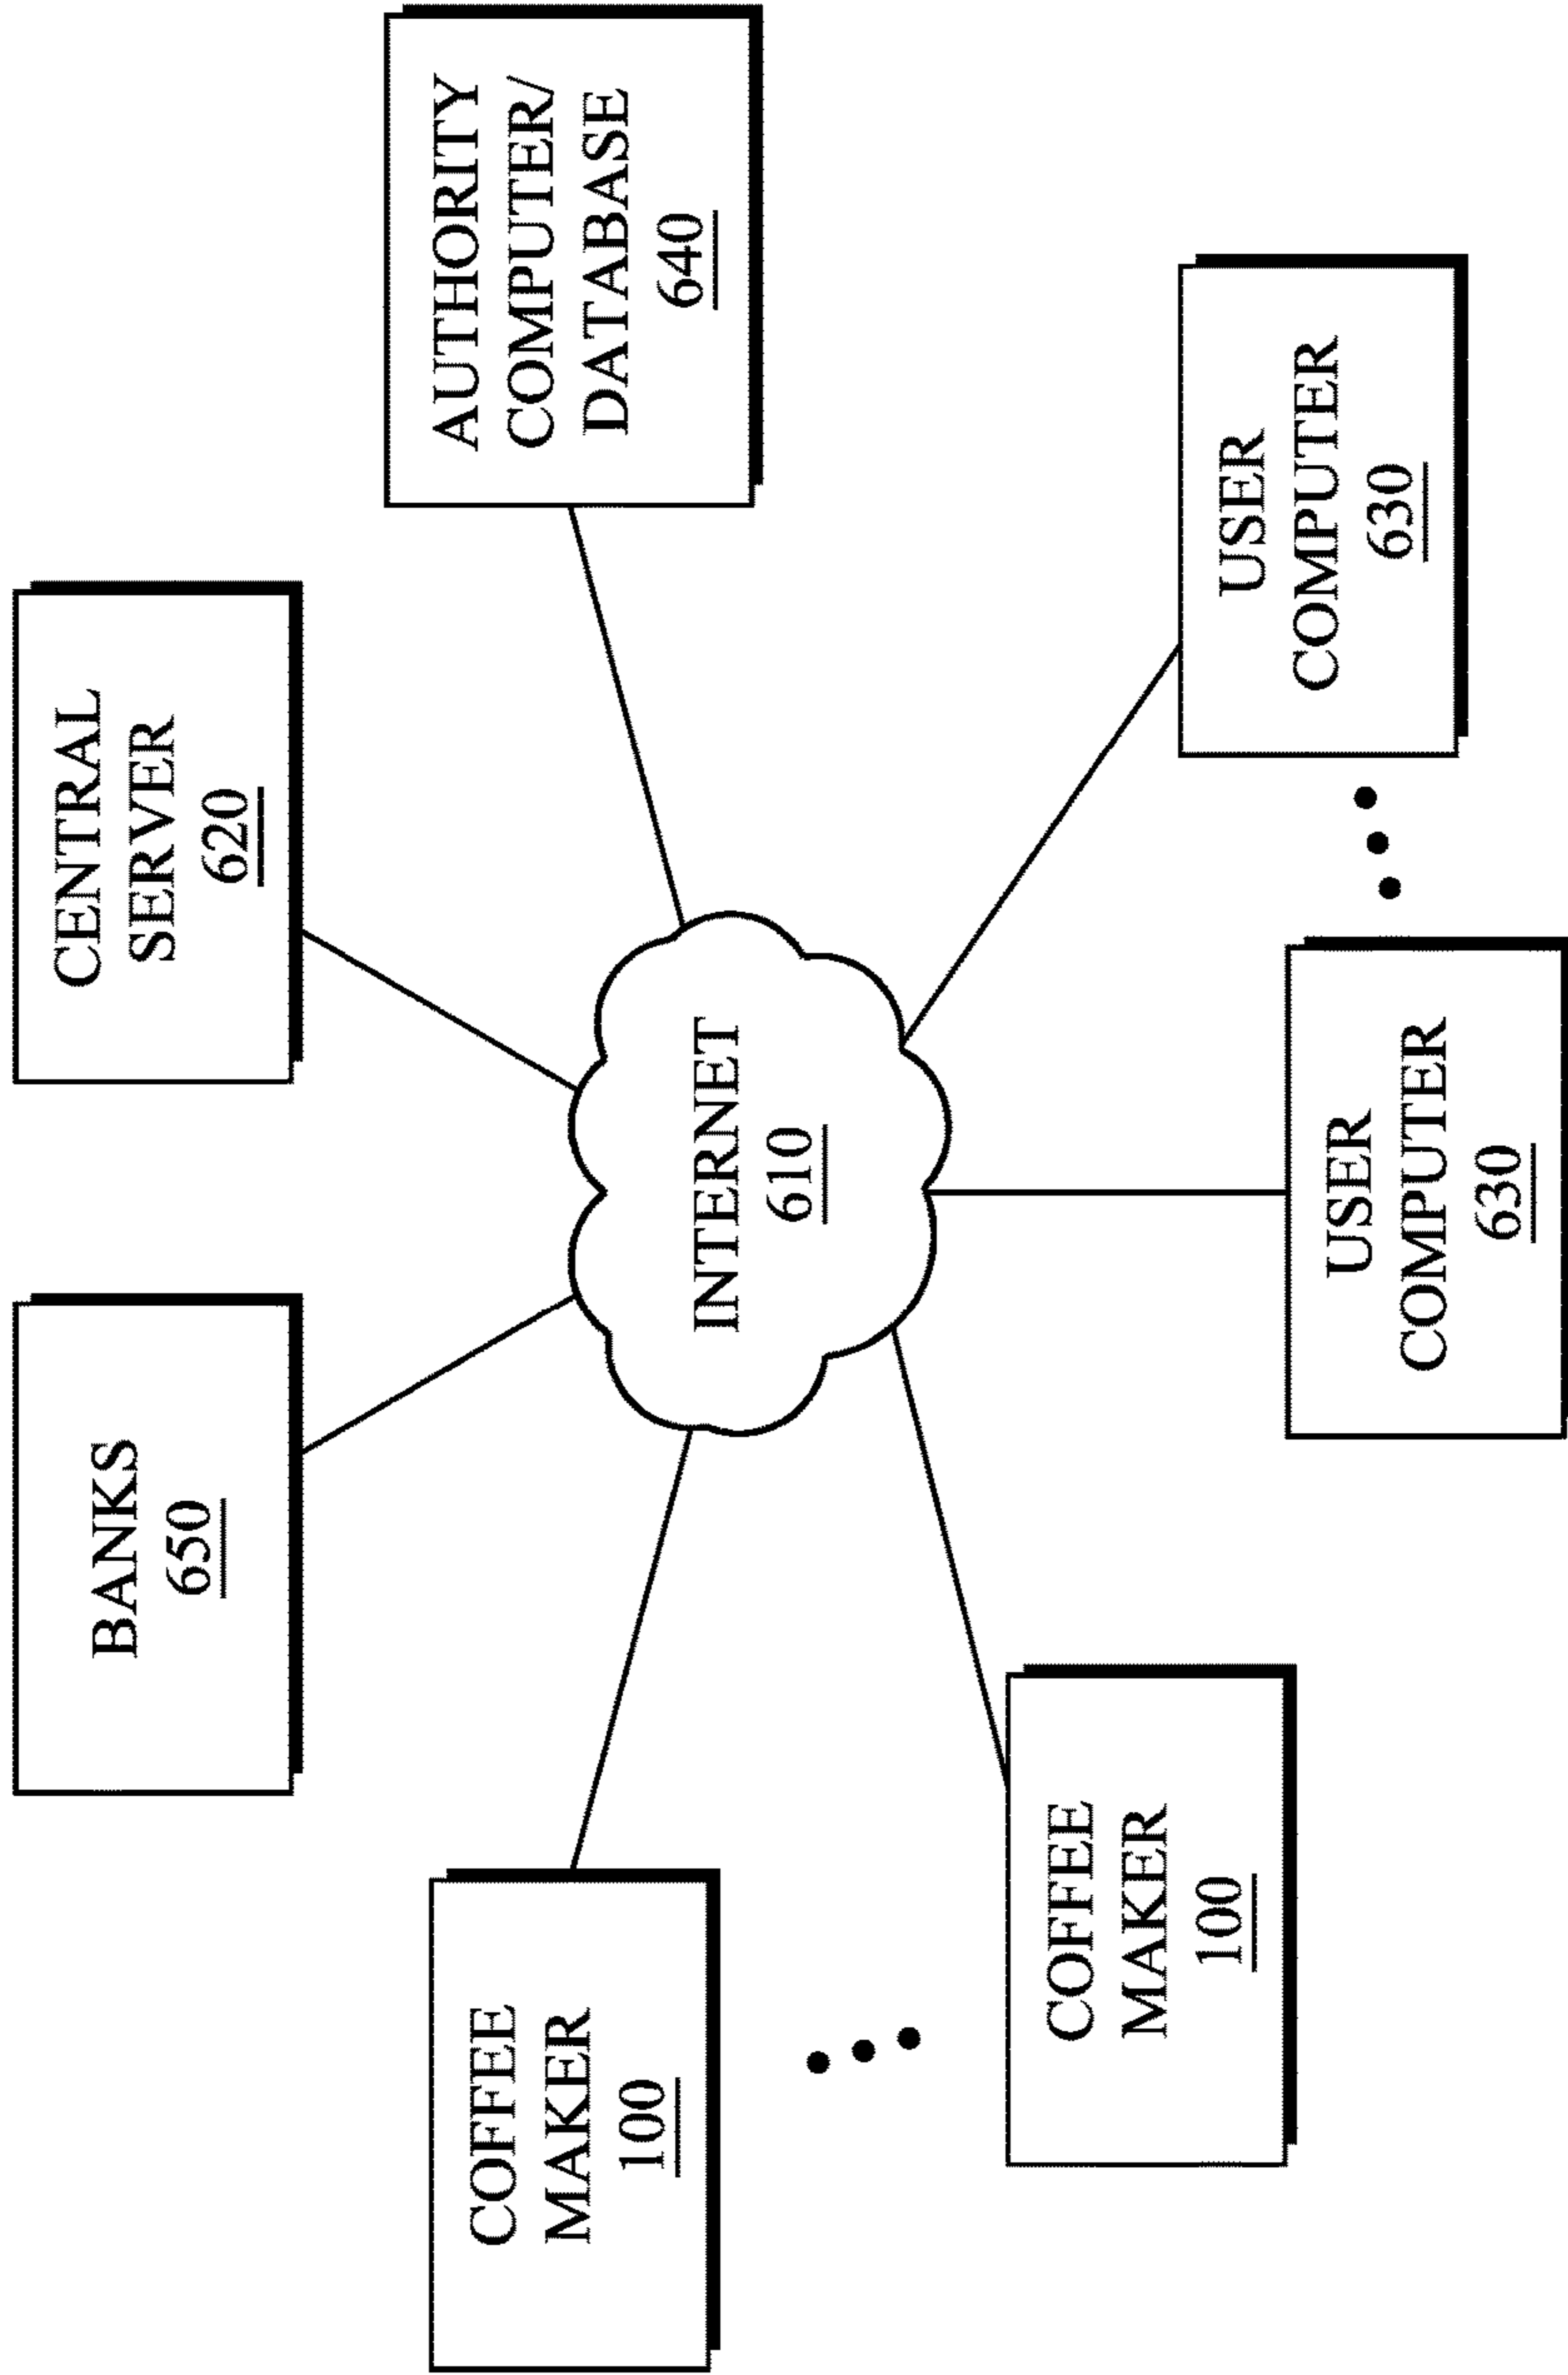 BANKS
650
CENTRAL
SERVER
620
COFFEE
MAKER
100
AUTHORITY
COMPUTER/
DATABASE
640
INTERNET
610
COFFEE
MAKER
100
USER
COMPUTER
630
USER
COMPUTER
630